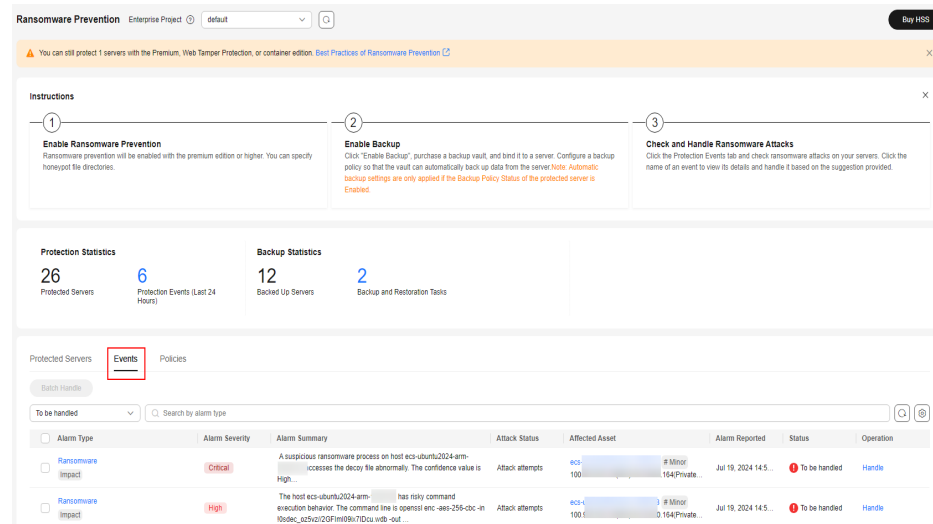 Ransomware Prevention Enterprise Project ? default
Buy HSS
You can still protect 1 servers with the Premium, Web Tamper Protection, or container edition. Best Practices of Ransomware Prevention
Instructions
1
Enable Ransomware Prevention
Ransomware prevention will be enabled with the premium edition or higher. You can specify
honeypot file directories.
2
Enable Backup
Click "Enable Backup", purchase a backup vault, and bind it to a server. Configure a backup
policy so that the vault can automatically back up data from the server.Note: Automatic
backup settings are only applied if the Backup Policy Status of the protected server is
Enabled.
3
Check and Handle Ransomware Attacks
Click the Protection Events tab and check ransomware attacks on your servers. Click the
name of an event to view its details and handle it based on the suggestion provided.
Protection Statistics
26
Protected Servers
6
Protection Events (Last 24
Hours)
Backup Statistics
12
Backed Up Servers
2
Backup and Restoration Tasks
Protected Servers Events Policies
Batch Handle
To be handled Search by alarm type
Alarm Type Alarm Severity Alarm Summary Attack Status Affected Asset Alarm Reported Status Operation
Ransomware
Impact
Critical
A suspicious ransomware process on host ecs-ubuntu2024-arm-
ccesses the decoy file abnormally. The confidence value is
High...
Attack attempts
ecs- # Minor
100. .164(Private...
Jul 19, 2024 14:5...
To be handled
Handle
Ransomware
Impact
High
The host ecs-ubuntu2024-arm- has risky command
execution behavior. The command line is openssl enc -aes-256-cbc -in
-out ...
Attack attempts
ecs- # Minor
100. 0.164(Private...
Jul 19, 2024 14:5...
To be handled
Handle